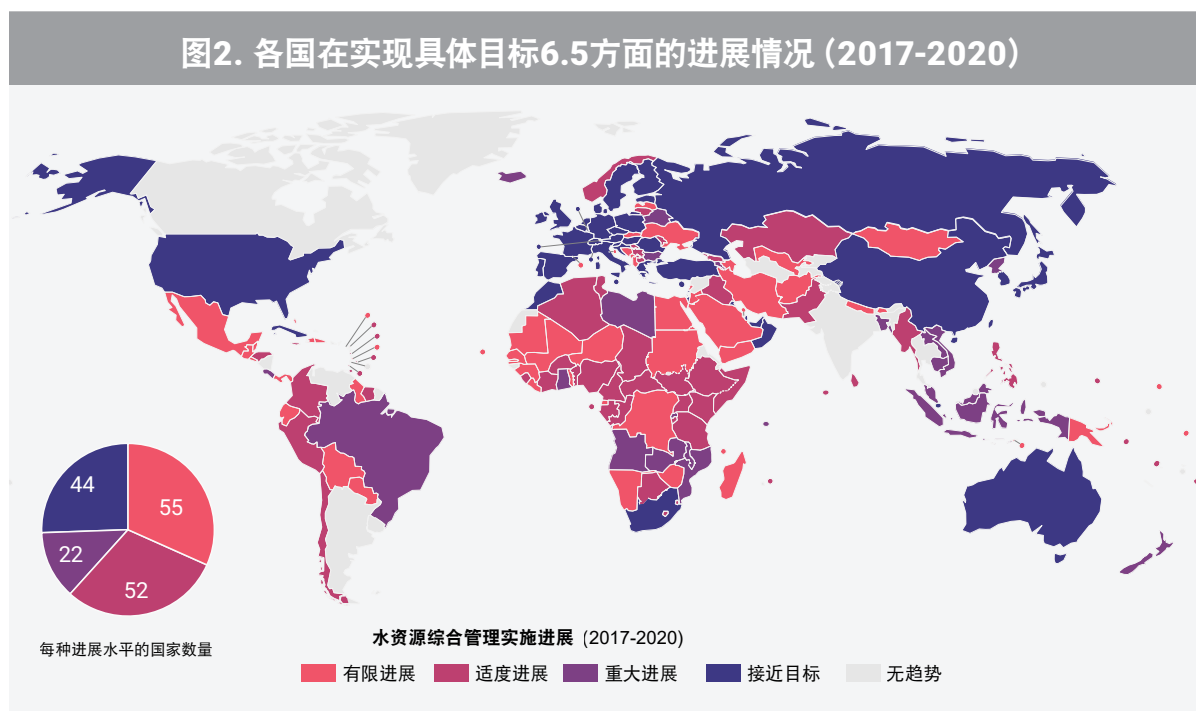 图2. 各国在实现具体目标6.5方面的进展情况（2017-2020）
44
55
22
52
每种进展水平的国家数量
水资源综合管理实施进展 (2017-2020)
有限进展 适度进展 重大进展 接近目标 无趋势